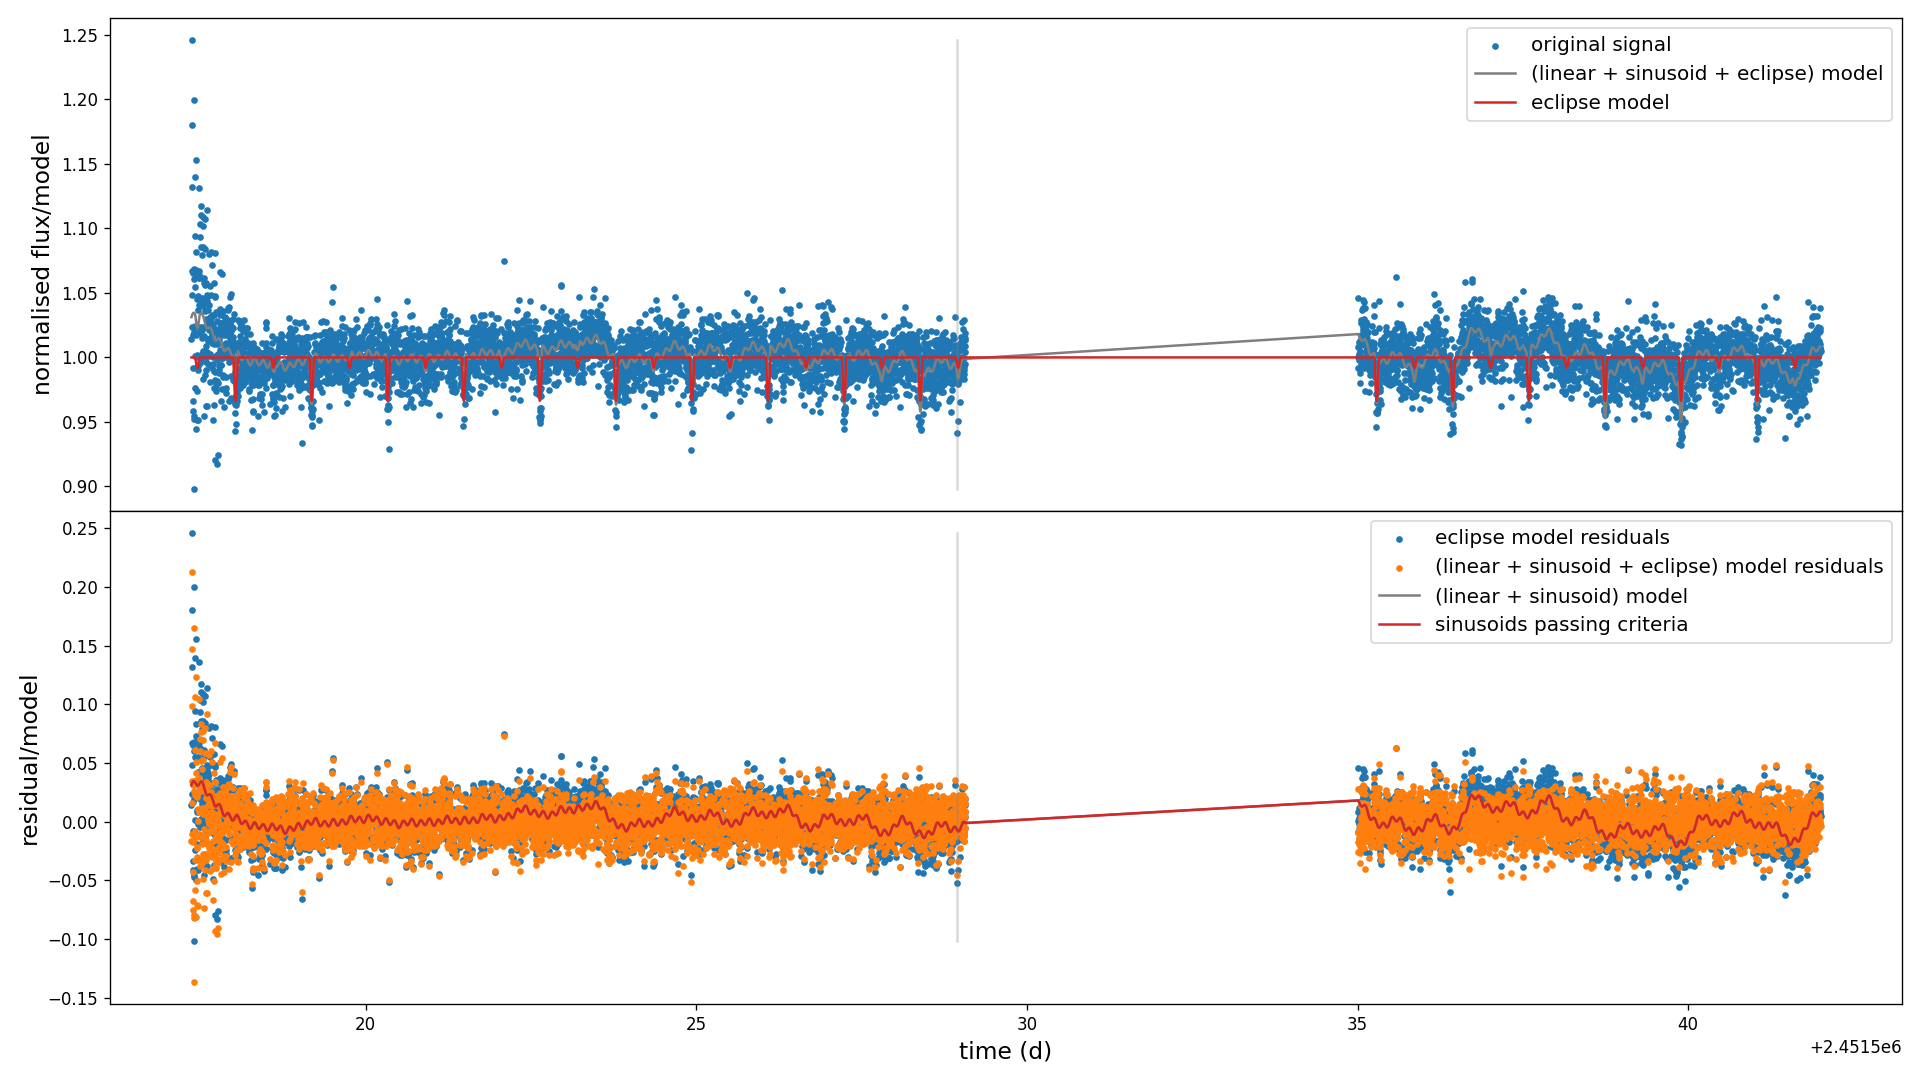 normalised flux/model
1.25
1.20
1.15
1.10
1.05
1.00
0.95
0.90
original signal
(linear + sinusoid + eclipse) model
eclipse model
residual/model
0.25
0.20
0.15
0.10
0.05
0.00
−0.05
−0.10
−0.15
eclipse model residuals
(linear + sinusoid + eclipse) model residuals
(linear + sinusoid) model
sinusoids passing criteria
20 25 30 35 40
time (d)
+2.4515e6